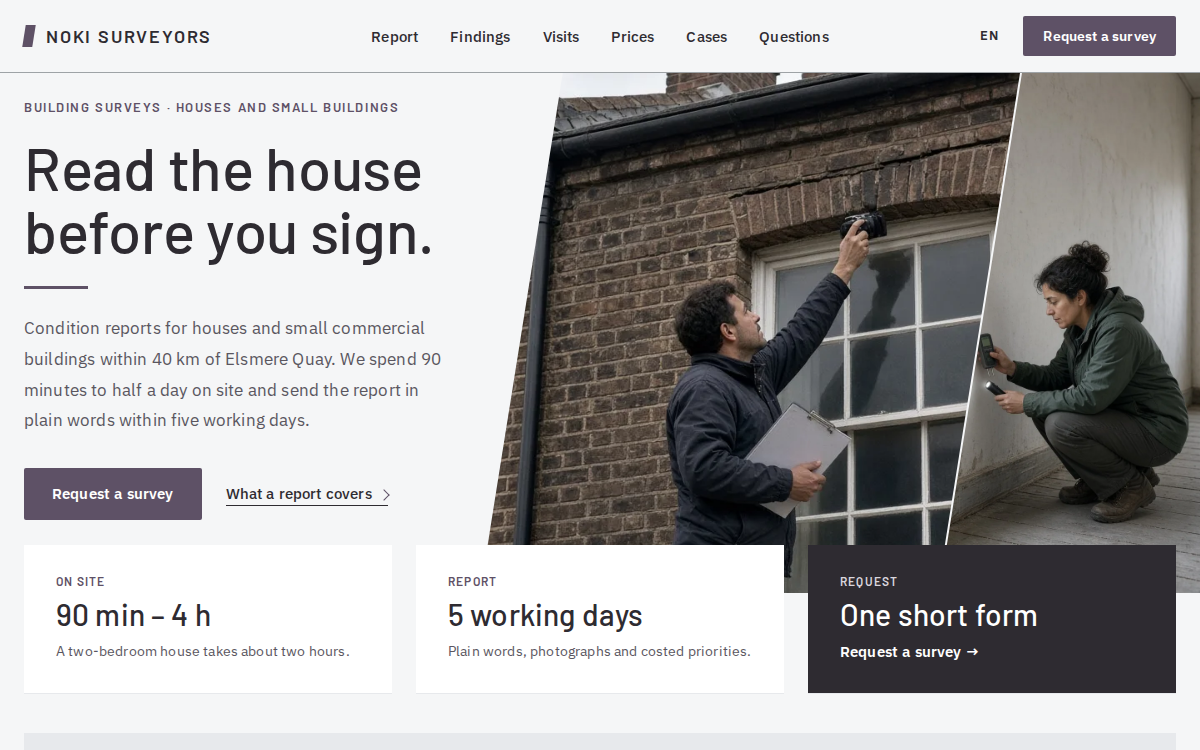 NOKI SURVEYORS
Report
Findings
Visits
Prices
Cases
Questions
EN
Request a survey
BUILDING SURVEYS · HOUSES AND SMALL BUILDINGS
Read the house
before you sign.
Condition reports for houses and small commercial
buildings within 40 km of Elsmere Quay. We spend 90
minutes to half a day on site and send the report in
plain words within five working days.
Request a survey
What a report covers
ON SITE
90 min – 4 h
A two-bedroom house takes about two hours.
REPORT
5 working days
Plain words, photographs and costed priorities.
REQUEST
One short form
Request a survey →